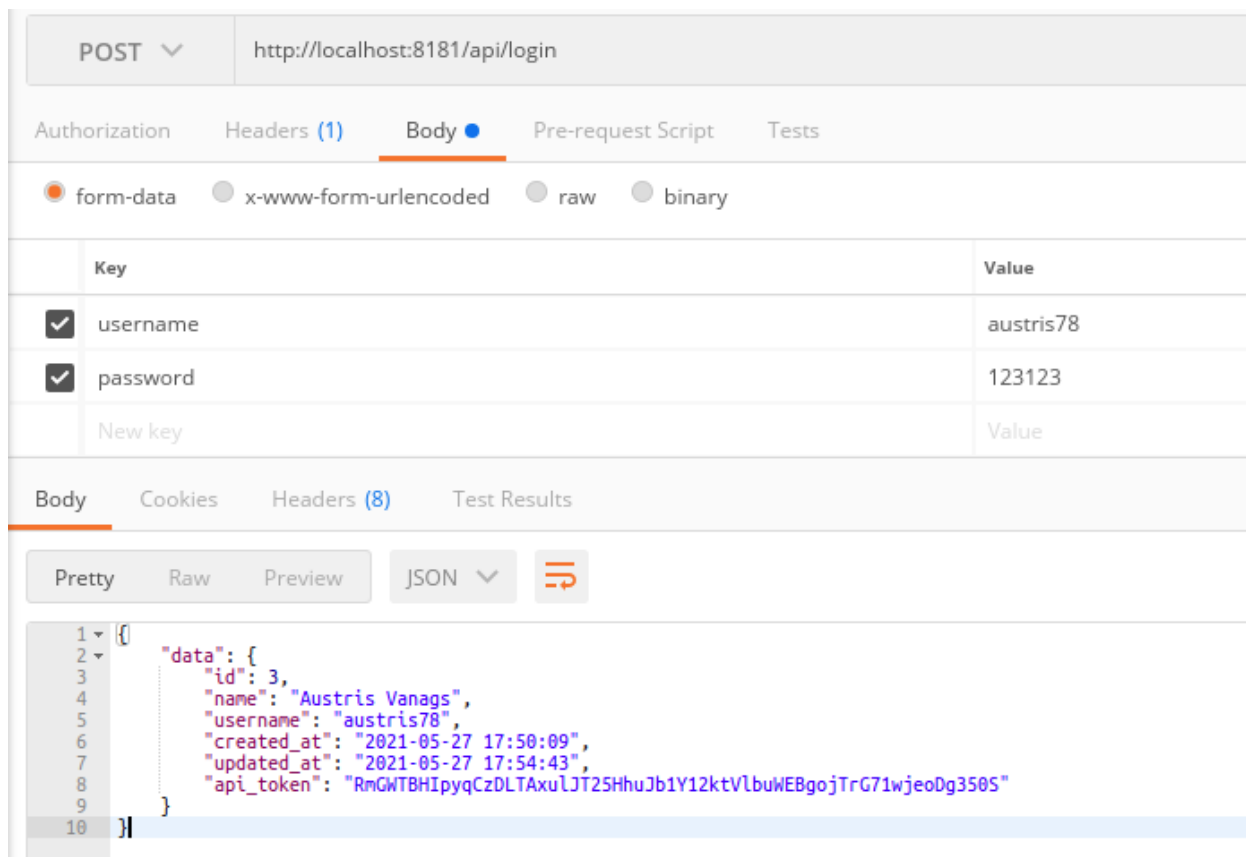 POST http://localhost:8181/api/login
Authorization Headers (1) Body Pre-request Script Tests
form-data x-www-form-urlencoded raw binary
Key Value
username austris78
password 123123
New key Value
Body Cookies Headers (8) Test Results
Pretty Raw Preview JSON
1 {
2 "data": {
3 "id": 3,
4 "name": "Austris Vanags",
5 "username": "austris78",
6 "created_at": "2021-05-27 17:50:09",
7 "updated_at": "2021-05-27 17:54:43",
8 "api_token": "RmGWTBHIpyqCzDLTAxulJT25HhuJb1Y12ktVlbuWEBgojTrG71wjeoDg350S"
9 }
10 }